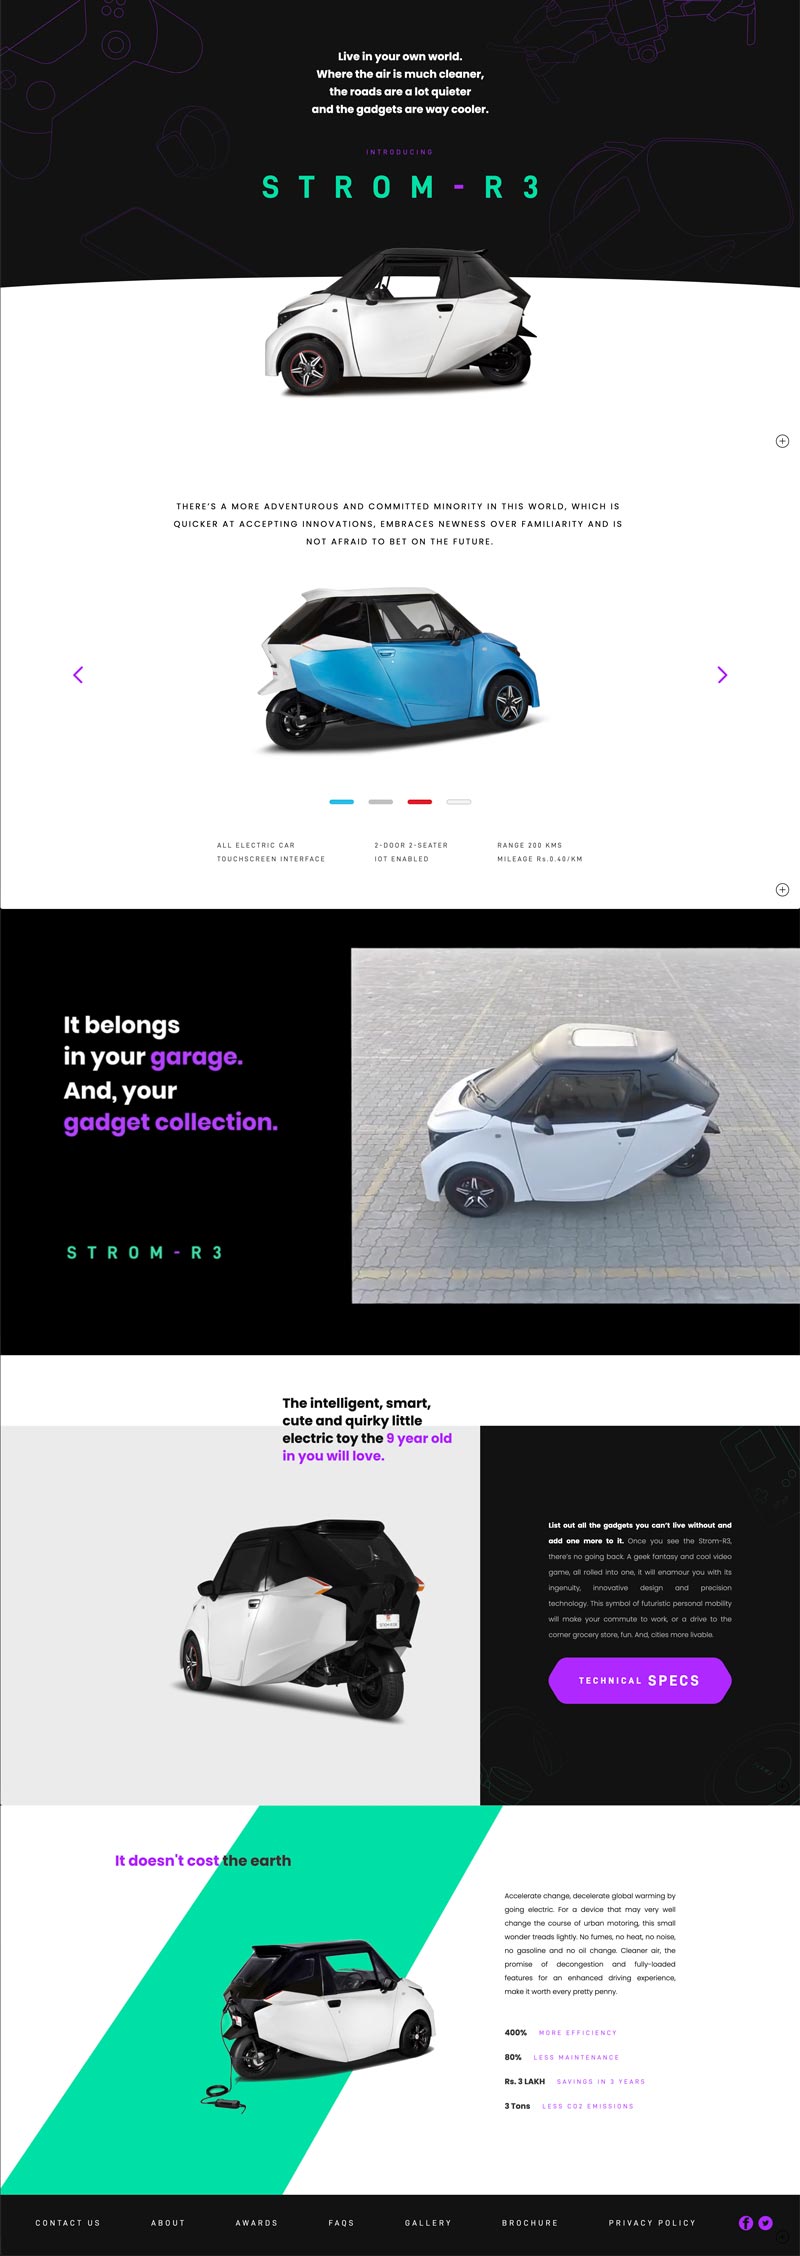 Live in your own world.
Where the air is much cleaner,
the roads are a lot quieter
and the gadgets are way cooler.
INTRODUCING
STROM-R3
THERE'S A MORE ADVENTUROUS AND COMMITTED MINORITY IN THIS WORLD, WHICH IS
QUICKER AT ACCEPTING INNOVATIONS, EMBRACES NEWNESS OVER FAMILIARITY AND IS
NOT AFRAID TO BET ON THE FUTURE.
ALL ELECTRIC CAR
TOUCHSCREEN INTERFACE
2-DOOR 2-SEATER
IOT ENABLED
RANGE 200 KMS
MILEAGE Rs.0.40/KM
It belongs
in your garage.
And, your
gadget collection.
STROM-R3
The intelligent, smart,
cute and quirky little
electric toy the 9 year old
in you will love.
List out all the gadgets you can't live without and
add one more to it. Once you see the Strom-R3,
there's no going back. A geek fantasy and cool video
game, all rolled into one, it will enamour you with its
ingenuity, innovative design and precision
technology. This symbol of futuristic personal mobility
will make your commute to work, or a drive to the
corner grocery store, fun. And, cities more livable.
TECHNICAL SPECS
It doesn't cost the earth
Accelerate change, decelerate global warming by
going electric. For a device that may very well
change the course of urban motoring, this small
wonder treads lightly. No fumes, no heat, no noise,
no gasoline and no oil change. Cleaner air, the
promise of decongestion and fully-loaded
features for an enhanced driving experience,
make it worth every pretty penny.
400% MORE EFFICIENCY
80% LESS MAINTENANCE
Rs. 3 LAKH SAVINGS IN 3 YEARS
3 Tons LESS CO2 EMISSIONS
CONTACT US ABOUT AWARDS FAQS GALLERY BROCHURE PRIVACY POLICY